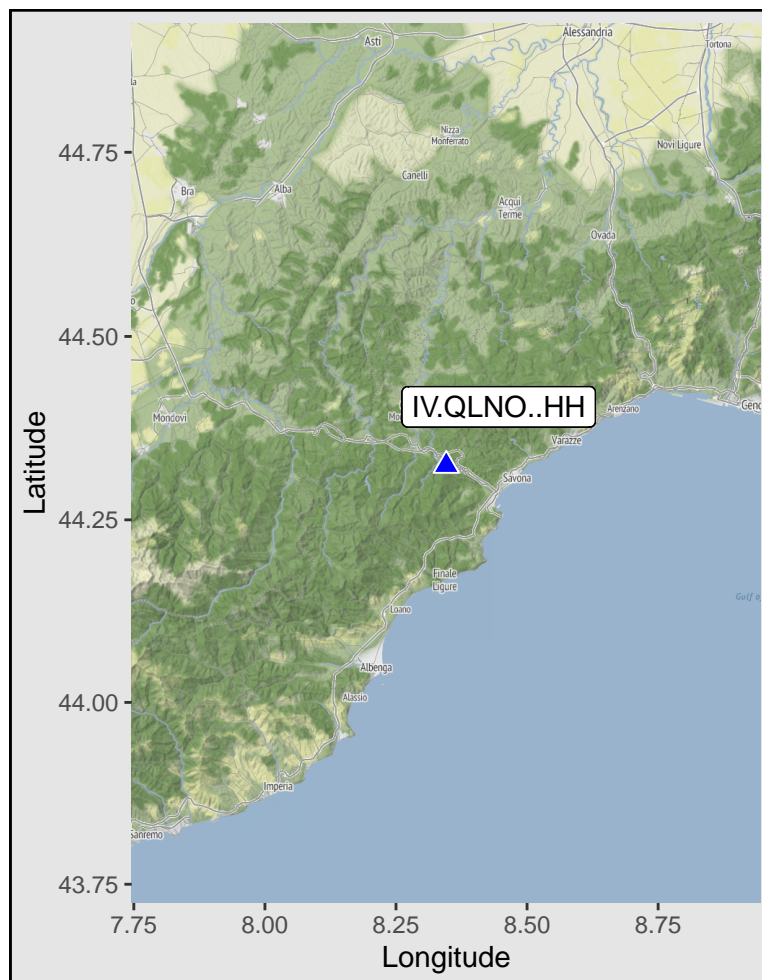 Asti
Alessandria
Tortona
44.75
Nizza
Monferrato
Novi Ligure
Canelli
Bra
Alba
Acqui
Terme
Ovada
44.50
IV.QLNO..HH
Arenzano
Mondovì
Varazze
Savona
Latitude
44.25
Finale
Ligure
Gulf of
Loano
Albenga
44.00
Alassio
Imperia
Sanremo
43.75
7.75 8.00 8.25 8.50 8.75
Longitude